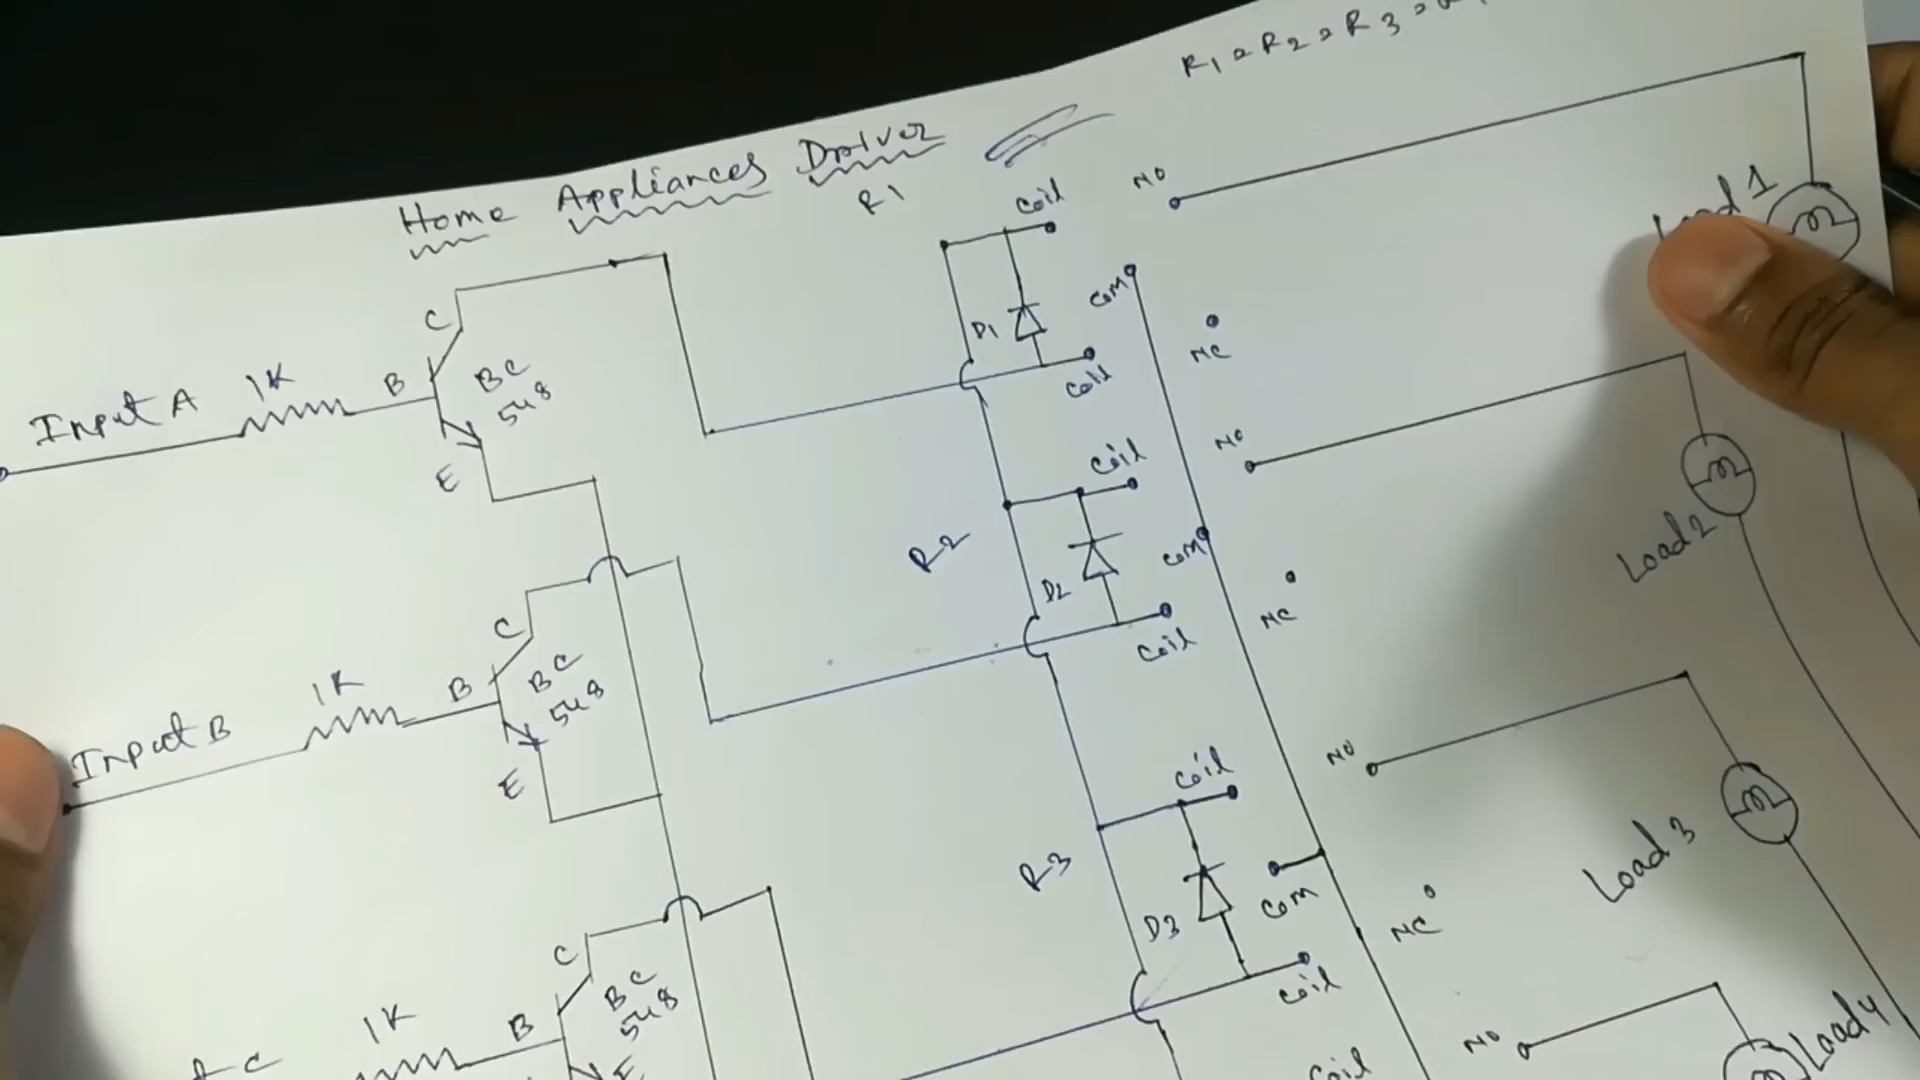 R1 = R2 = R3 =
Home Appliances Driver
R1
Coil
NO
Load 1
C
D1
COM
NC
Input A
1K
B
BC
548
Coil
E
NO
Coil
R2
COM
Load 2
D2
NC
C
Coil
Input B
1K
B
BC
548
E
NO
Coil
R3
COM
Load 3
D3
NC
C
Coil
1K
B
BC
548
E
NO
Load 4
Coil
C